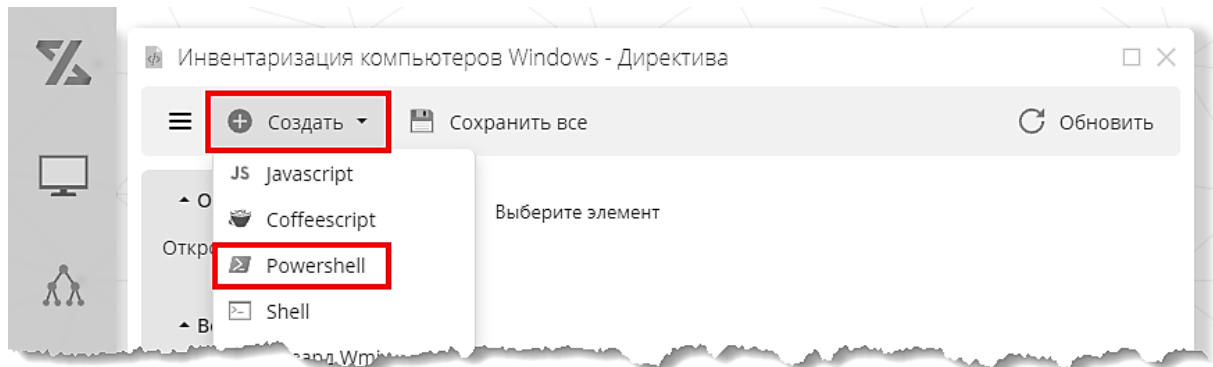 Инвентаризация компьютеров Windows - Директива
Создать
Сохранить все
Обновить
JS Javascript
Coffeescript
Выберите элемент
Powershell
Shell